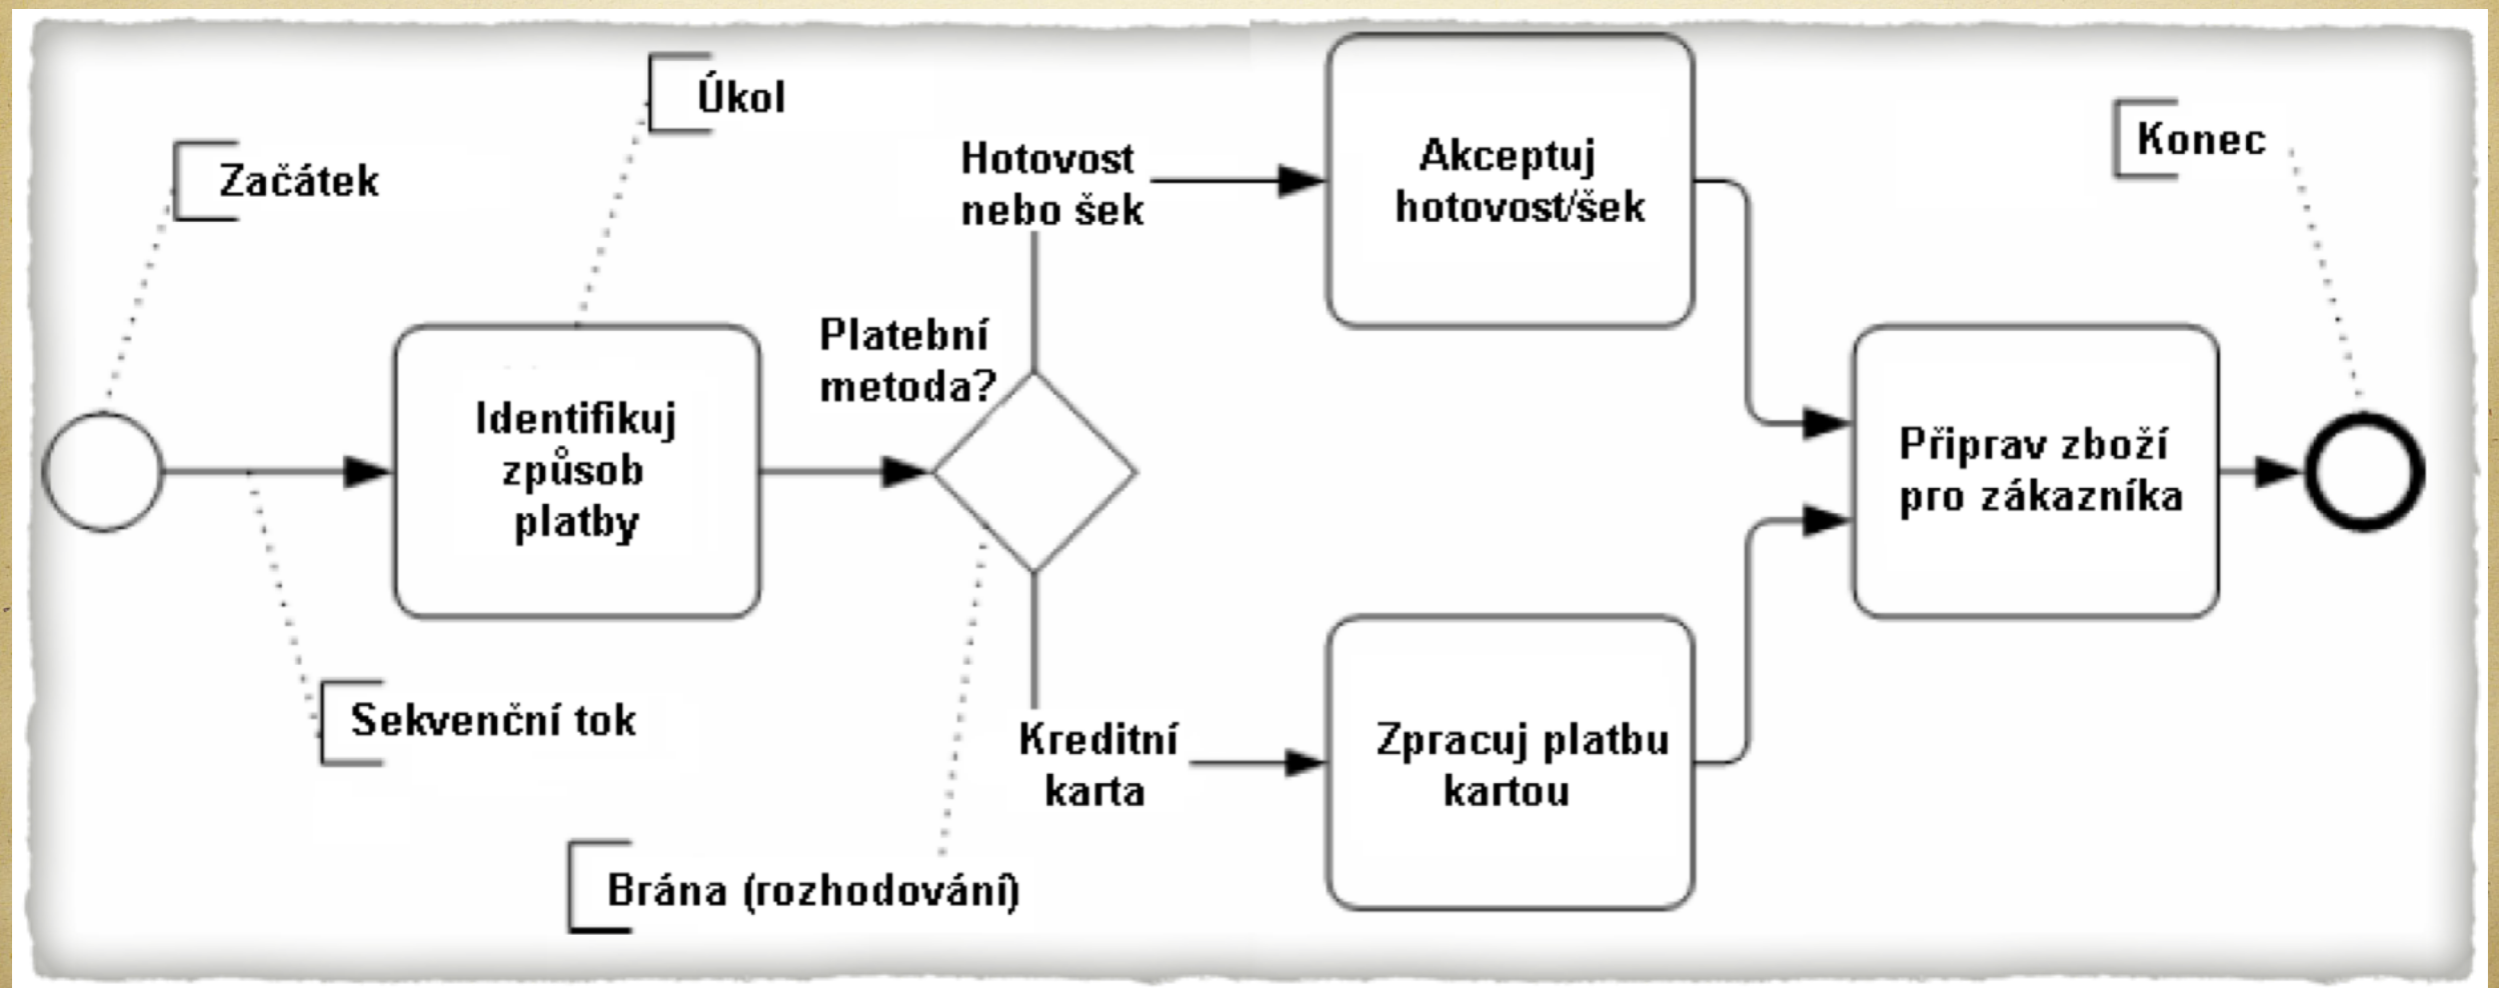 Začátek
Úkol
Sekvenční tok
Identifikuj
způsob
platby
Platební
metoda?
Hotovost
nebo šek
Kreditní
karta
Brána (rozhodování)
Akceptuj
hotovost/šek
Zpracuj platbu
kartou
Připrav zboží
pro zákazníka
Konec